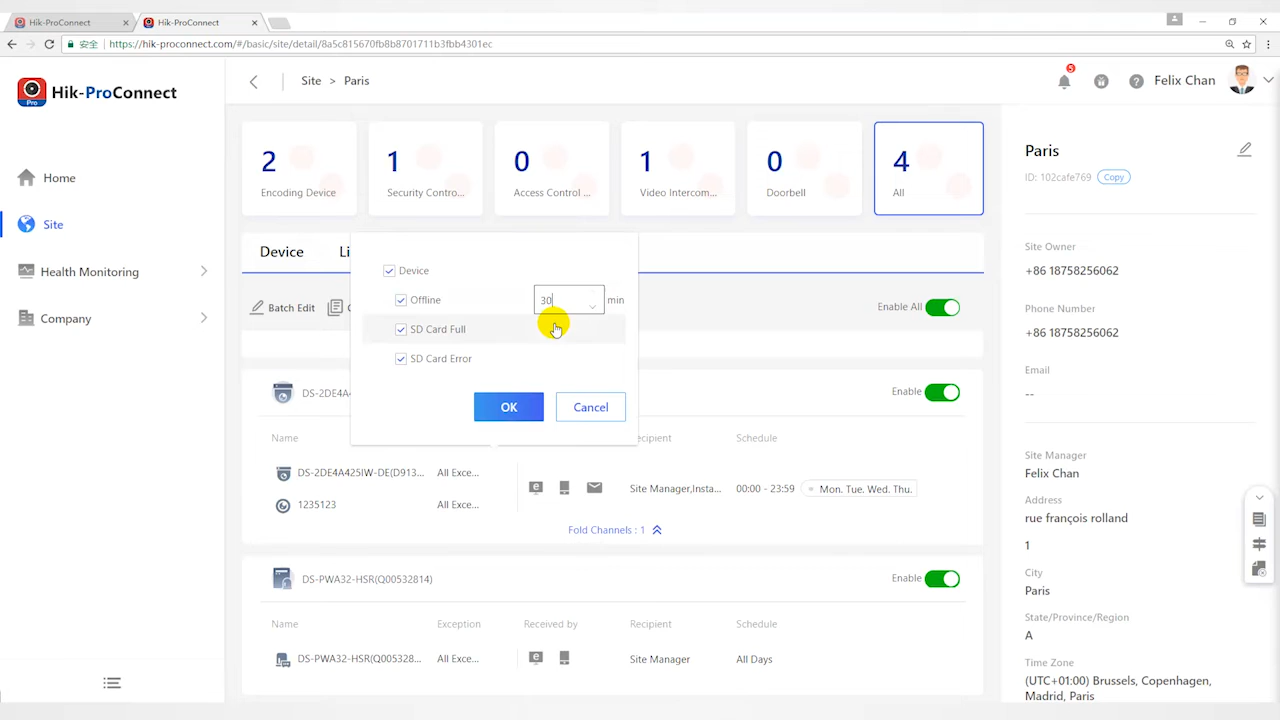 Hik-ProConnect
Hik-ProConnect
安全
https://hik-proconnect.com/#/basic/site/detail/8a5c815670fb8b8701711b3fbb4301ec
Hik-ProConnect
Pro
Site > Paris
5
Felix Chan
Home
Site
Health Monitoring
Company
2
Encoding Device
1
Security Contro...
0
Access Control ...
1
Video Intercom...
0
Doorbell
4
All
Device
Li
Batch Edit
Enable All
Device
Offline
30
min
SD Card Full
SD Card Error
OK
Cancel
DS-2DE4A4
Enable
Name
ecipient
Schedule
DS-2DE4A425IW-DE(D913...
All Exce...
Site Manager,Insta...
00:00 - 23:59
Mon. Tue. Wed. Thu.
1235123
All Exce...
Fold Channels : 1
DS-PWA32-HSR(Q00532814)
Enable
Name
Exception
Received by
Recipient
Schedule
DS-PWA32-HSR(Q005328...
All Exce...
Site Manager
All Days
Paris
ID: 102cafe769
Copy
Site Owner
+86 18758256062
Phone Number
+86 18758256062
Email
--
Site Manager
Felix Chan
Address
rue françois rolland
1
City
Paris
State/Province/Region
A
Time Zone
(UTC+01:00) Brussels, Copenhagen,
Madrid, Paris